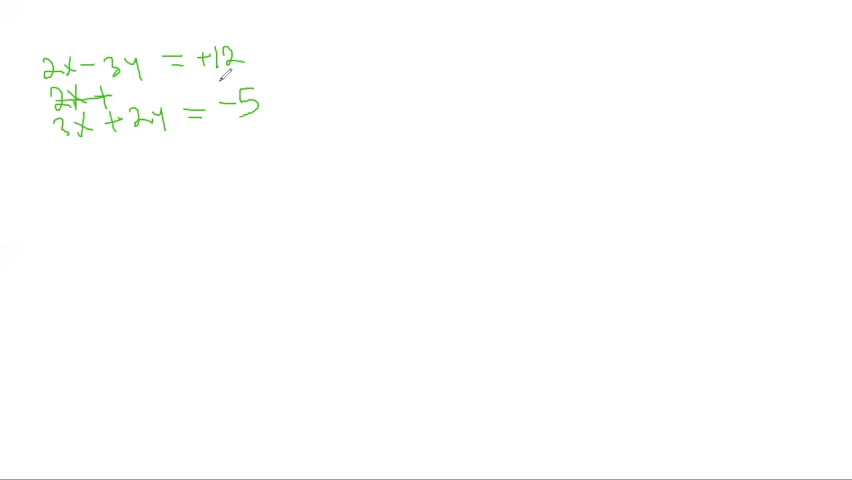 2x - 3y = +12
2x +
3x + 2y = -5